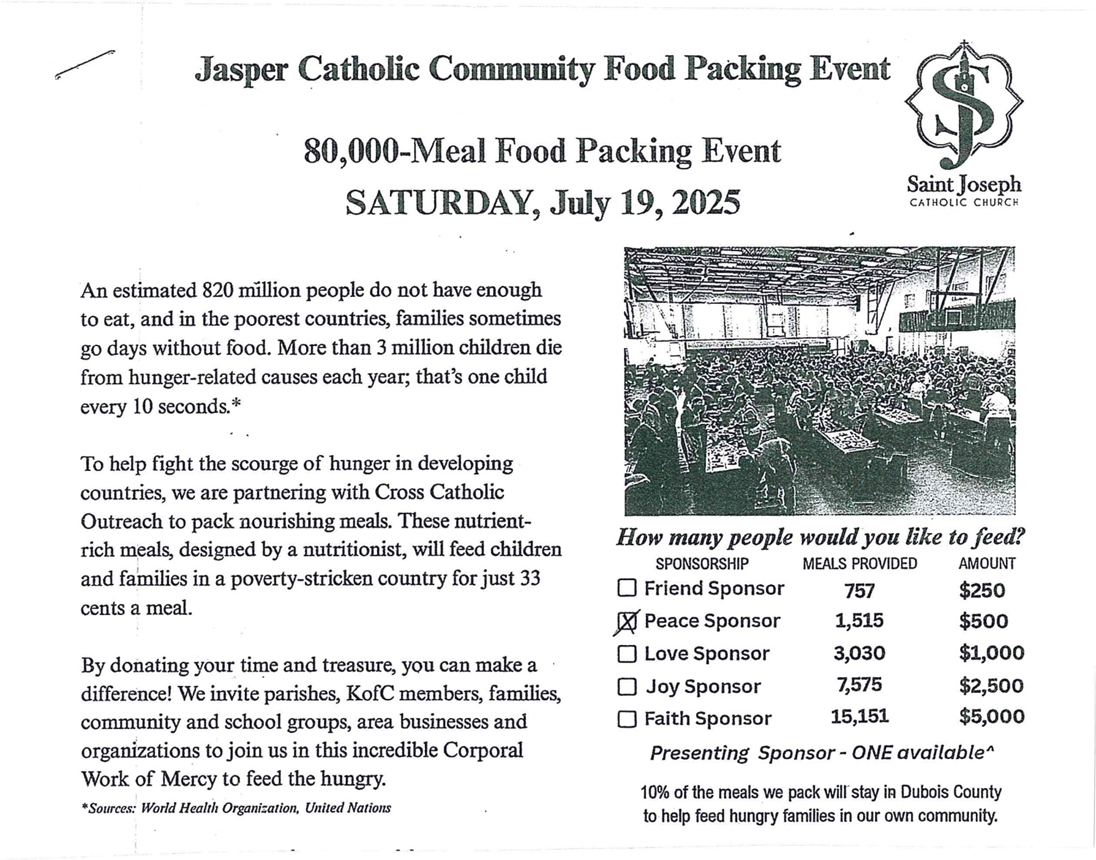 Jasper Catholic Community Food Packing Event
80,000-Meal Food Packing Event
SATURDAY, July 19, 2025
SJ
Saint Joseph
CATHOLIC CHURCH
An estimated 820 million people do not have enough
to eat, and in the poorest countries, families sometimes
go days without food. More than 3 million children die
from hunger-related causes each year; that's one child
every 10 seconds.*
To help fight the scourge of hunger in developing
countries, we are partnering with Cross Catholic
Outreach to pack nourishing meals. These nutrient-
rich meals, designed by a nutritionist, will feed children
and families in a poverty-stricken country for just 33
cents a meal.
By donating your time and treasure, you can make a
difference! We invite parishes, KofC members, families,
community and school groups, area businesses and
organizations to join us in this incredible Corporal
Work of Mercy to feed the hungry.
*Sources: World Health Organization, United Nations
How many people would you like to feed?
SPONSORSHIP MEALS PROVIDED AMOUNT
☐ Friend Sponsor 757 $250
☒ Peace Sponsor 1,515 $500
☐ Love Sponsor 3,030 $1,000
☐ Joy Sponsor 7,575 $2,500
☐ Faith Sponsor 15,151 $5,000
Presenting Sponsor - ONE available^
10% of the meals we pack will stay in Dubois County
to help feed hungry families in our own community.